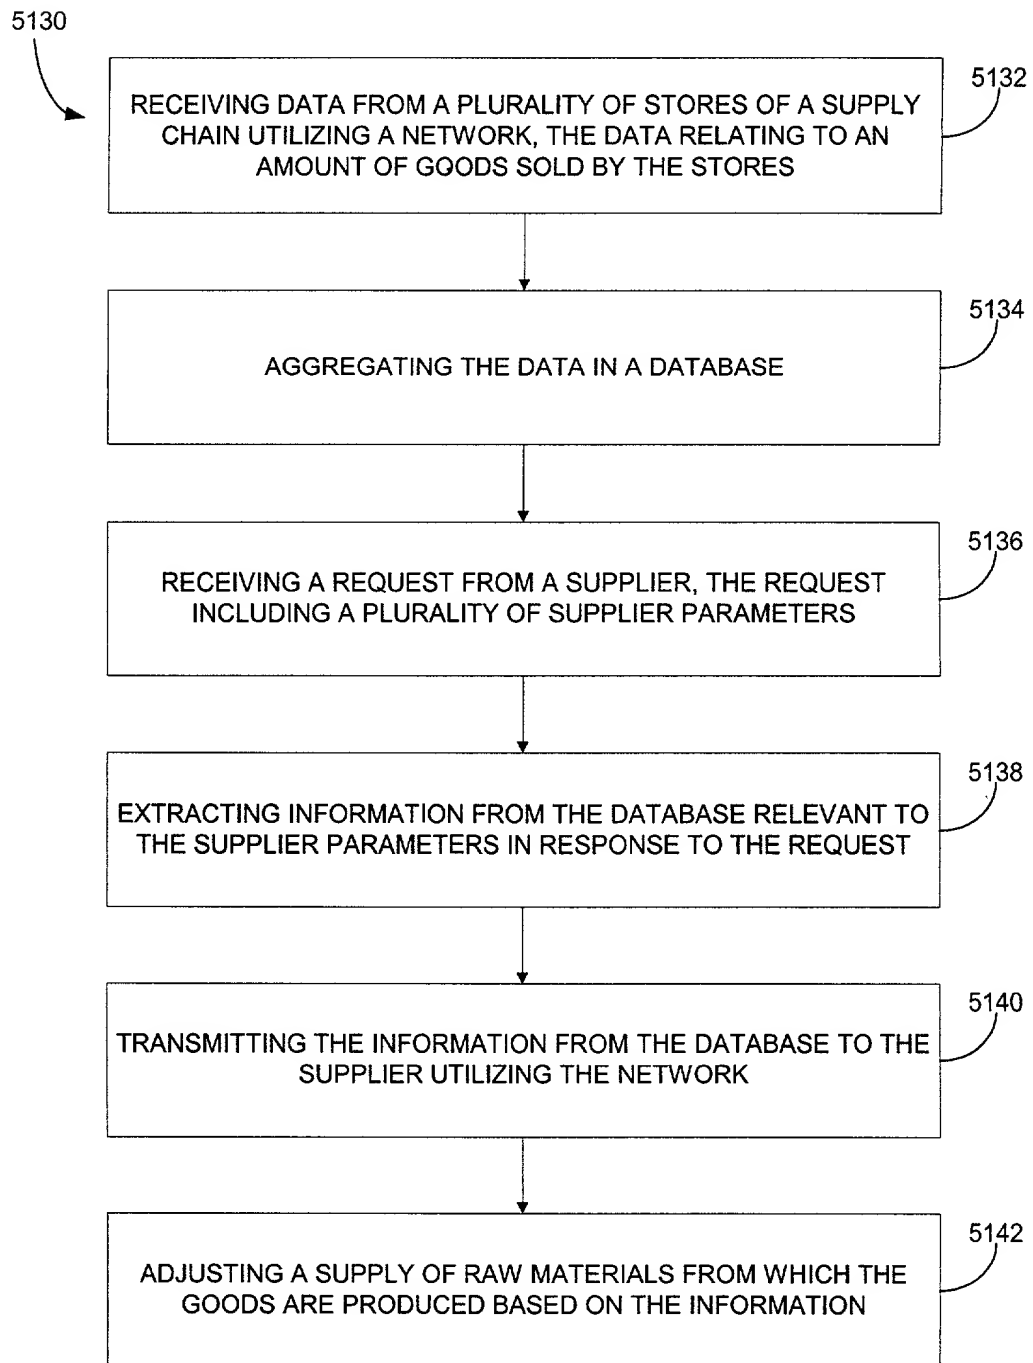 5130
5132
RECEIVING DATA FROM A PLURALITY OF STORES OF A SUPPLY
CHAIN UTILIZING A NETWORK, THE DATA RELATING TO AN
AMOUNT OF GOODS SOLD BY THE STORES
5134
AGGREGATING THE DATA IN A DATABASE
5136
RECEIVING A REQUEST FROM A SUPPLIER, THE REQUEST
INCLUDING A PLURALITY OF SUPPLIER PARAMETERS
5138
EXTRACTING INFORMATION FROM THE DATABASE RELEVANT TO
THE SUPPLIER PARAMETERS IN RESPONSE TO THE REQUEST
5140
TRANSMITTING THE INFORMATION FROM THE DATABASE TO THE
SUPPLIER UTILIZING THE NETWORK
5142
ADJUSTING A SUPPLY OF RAW MATERIALS FROM WHICH THE
GOODS ARE PRODUCED BASED ON THE INFORMATION